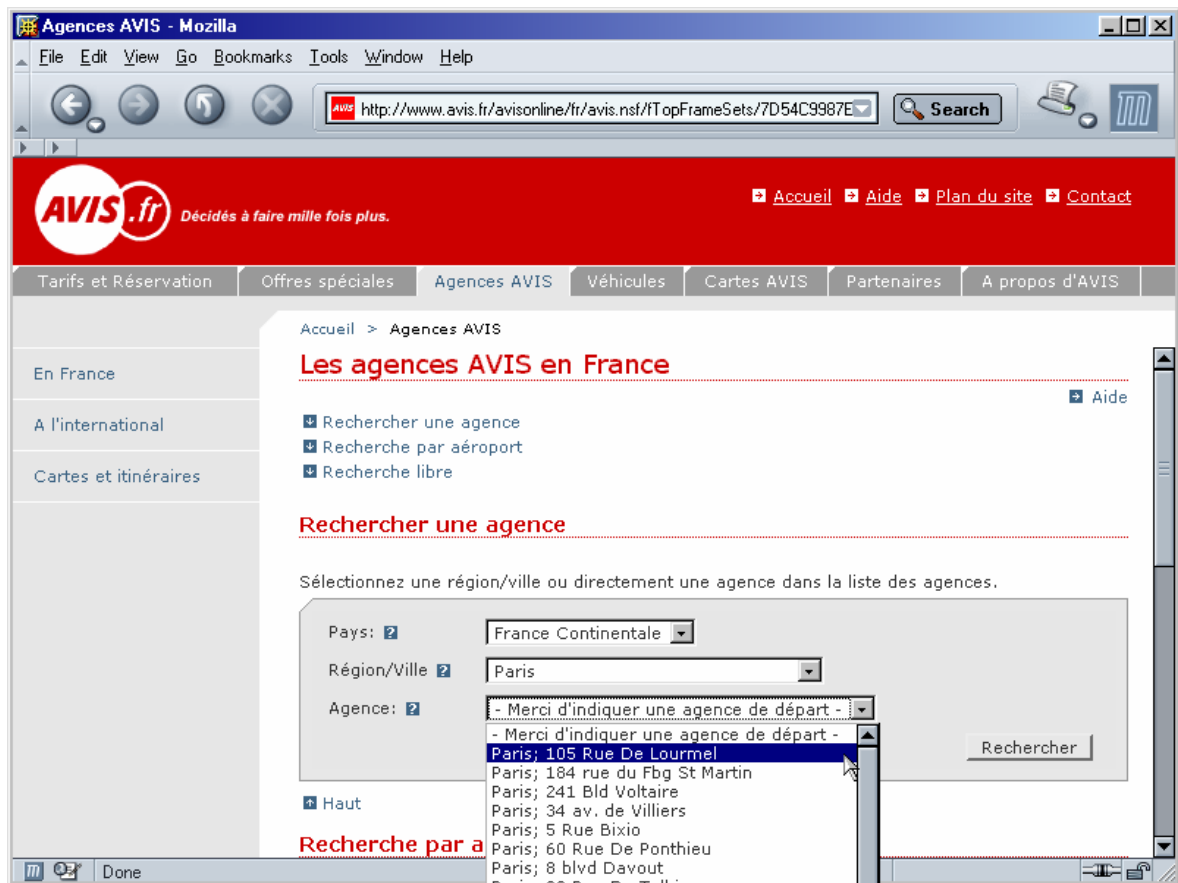 Agences AVIS - Mozilla
File Edit View Go Bookmarks Tools Window Help
AVIS http://www.avis.fr/avisonline/fr/avis.nsf/fTopFrameSets/7D54C9987E Search
AVIS.fr Décidés à faire mille fois plus.
Accueil Aide Plan du site Contact
Tarifs et Réservation Offres spéciales Agences AVIS Véhicules Cartes AVIS Partenaires A propos d'AVIS
Accueil > Agences AVIS
Les agences AVIS en France
En France
Aide
A l'international
Rechercher une agence
Recherche par aéroport
Recherche libre
Cartes et itinéraires
Rechercher une agence
Sélectionnez une région/ville ou directement une agence dans la liste des agences.
Pays: ? France Continentale
Région/Ville ? Paris
Agence: ? - Merci d'indiquer une agence de départ -
- Merci d'indiquer une agence de départ -
Paris; 105 Rue De Lourmel
Rechercher
Paris; 184 rue du Fbg St Martin
Paris; 241 Bld Voltaire
Paris; 34 av. de Villiers
Paris; 5 Rue Bixio
Paris; 60 Rue De Ponthieu
Paris; 8 blvd Davout
Haut
Recherche par a
Done